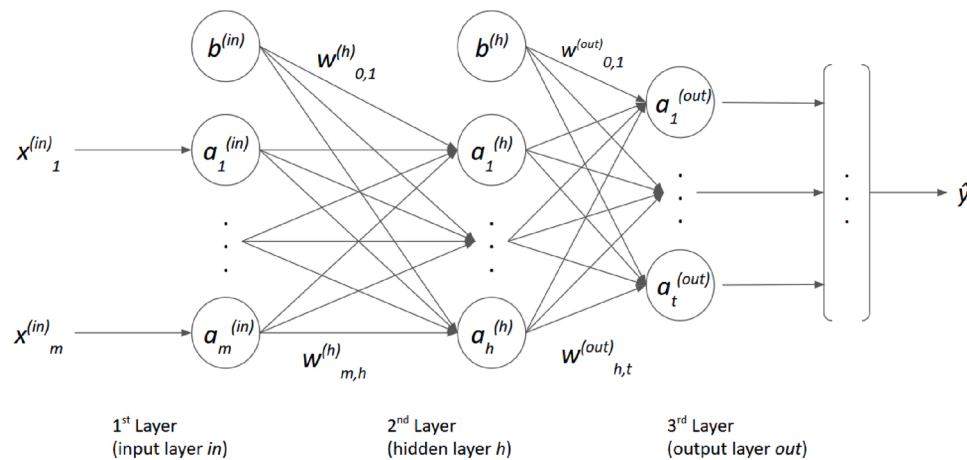 b(in) w(h)0,1 b(h) w(out)0,1
a1(out)
x(in)1 a1(in) a1(h)
ŷ
at(out)
x(in)m am(in) w(h)m,h ah(h) w(out)h,t
1st Layer 2nd Layer 3rd Layer
(input layer in) (hidden layer h) (output layer out)